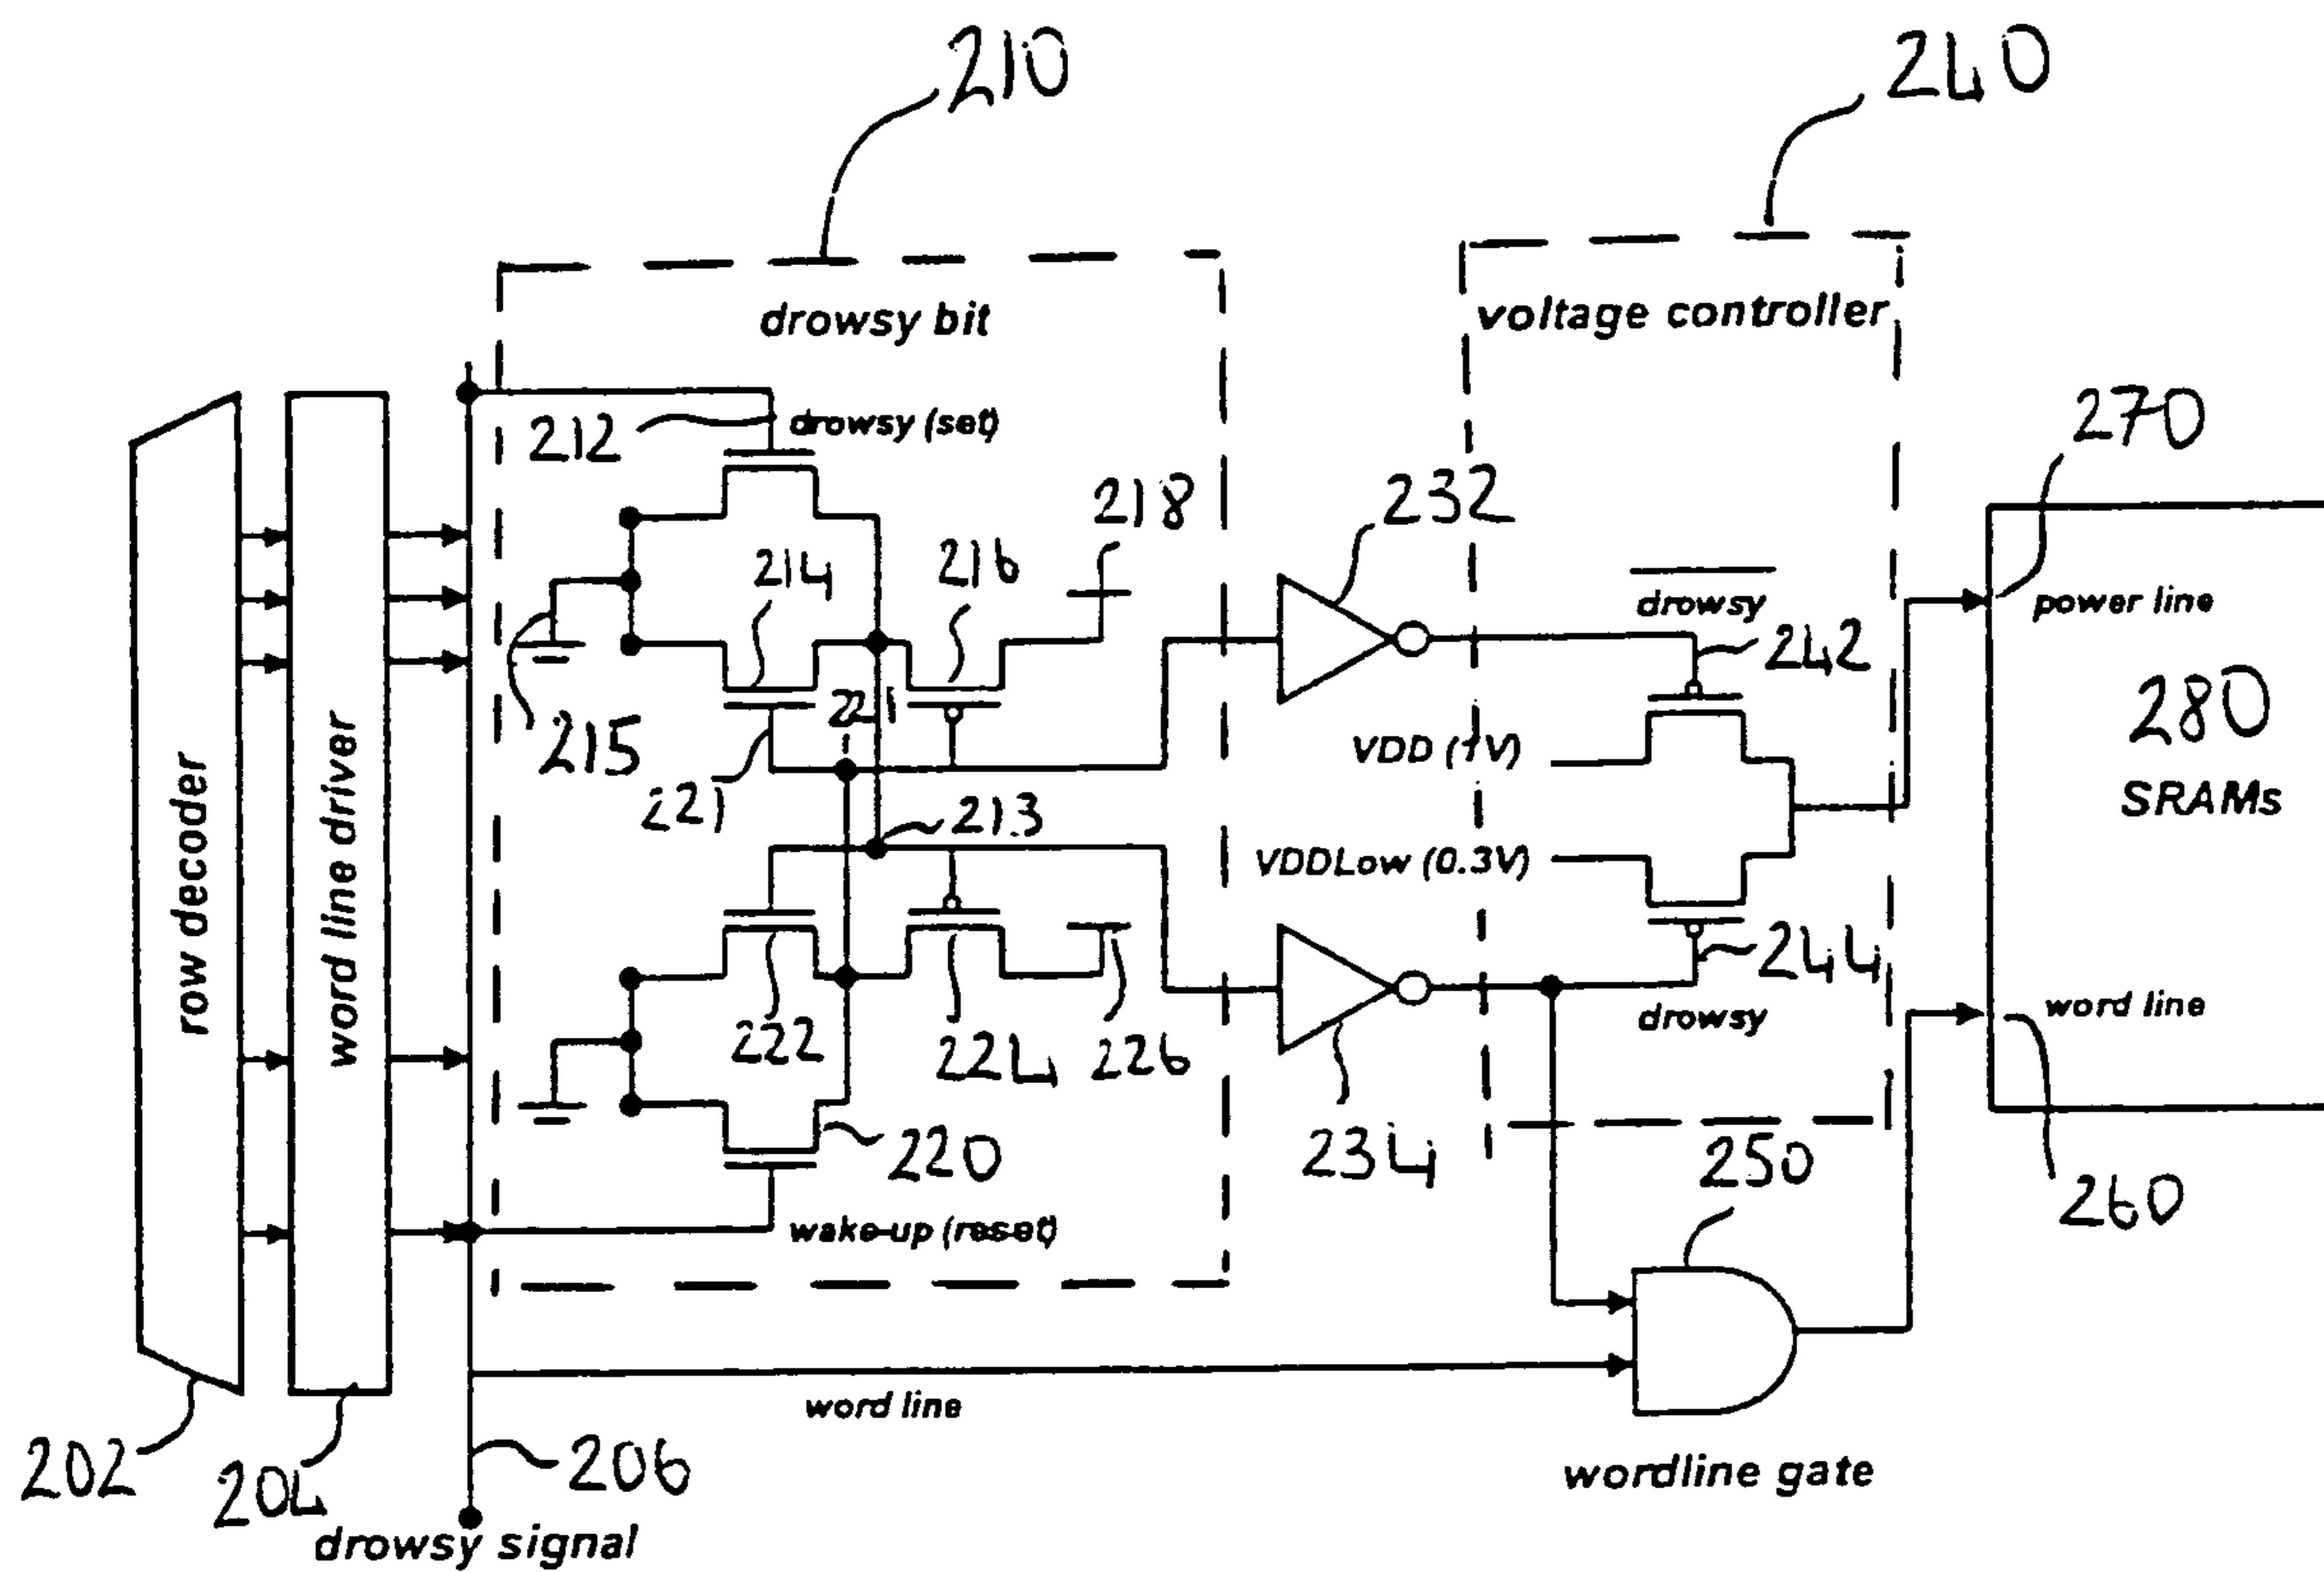 210
240
drowsy bit
voltage controller
270
212
drowsy (set)
218
232
214
216
drowsy
power line
242
280
SRAMs
221
215
VDD (1V)
221
213
VDDLow (0.3V)
row decoder
word line driver
244
222
224
226
drowsy
word line
220
234
250
260
wake-up (reset)
word line
202
204
206
wordline gate
drowsy signal